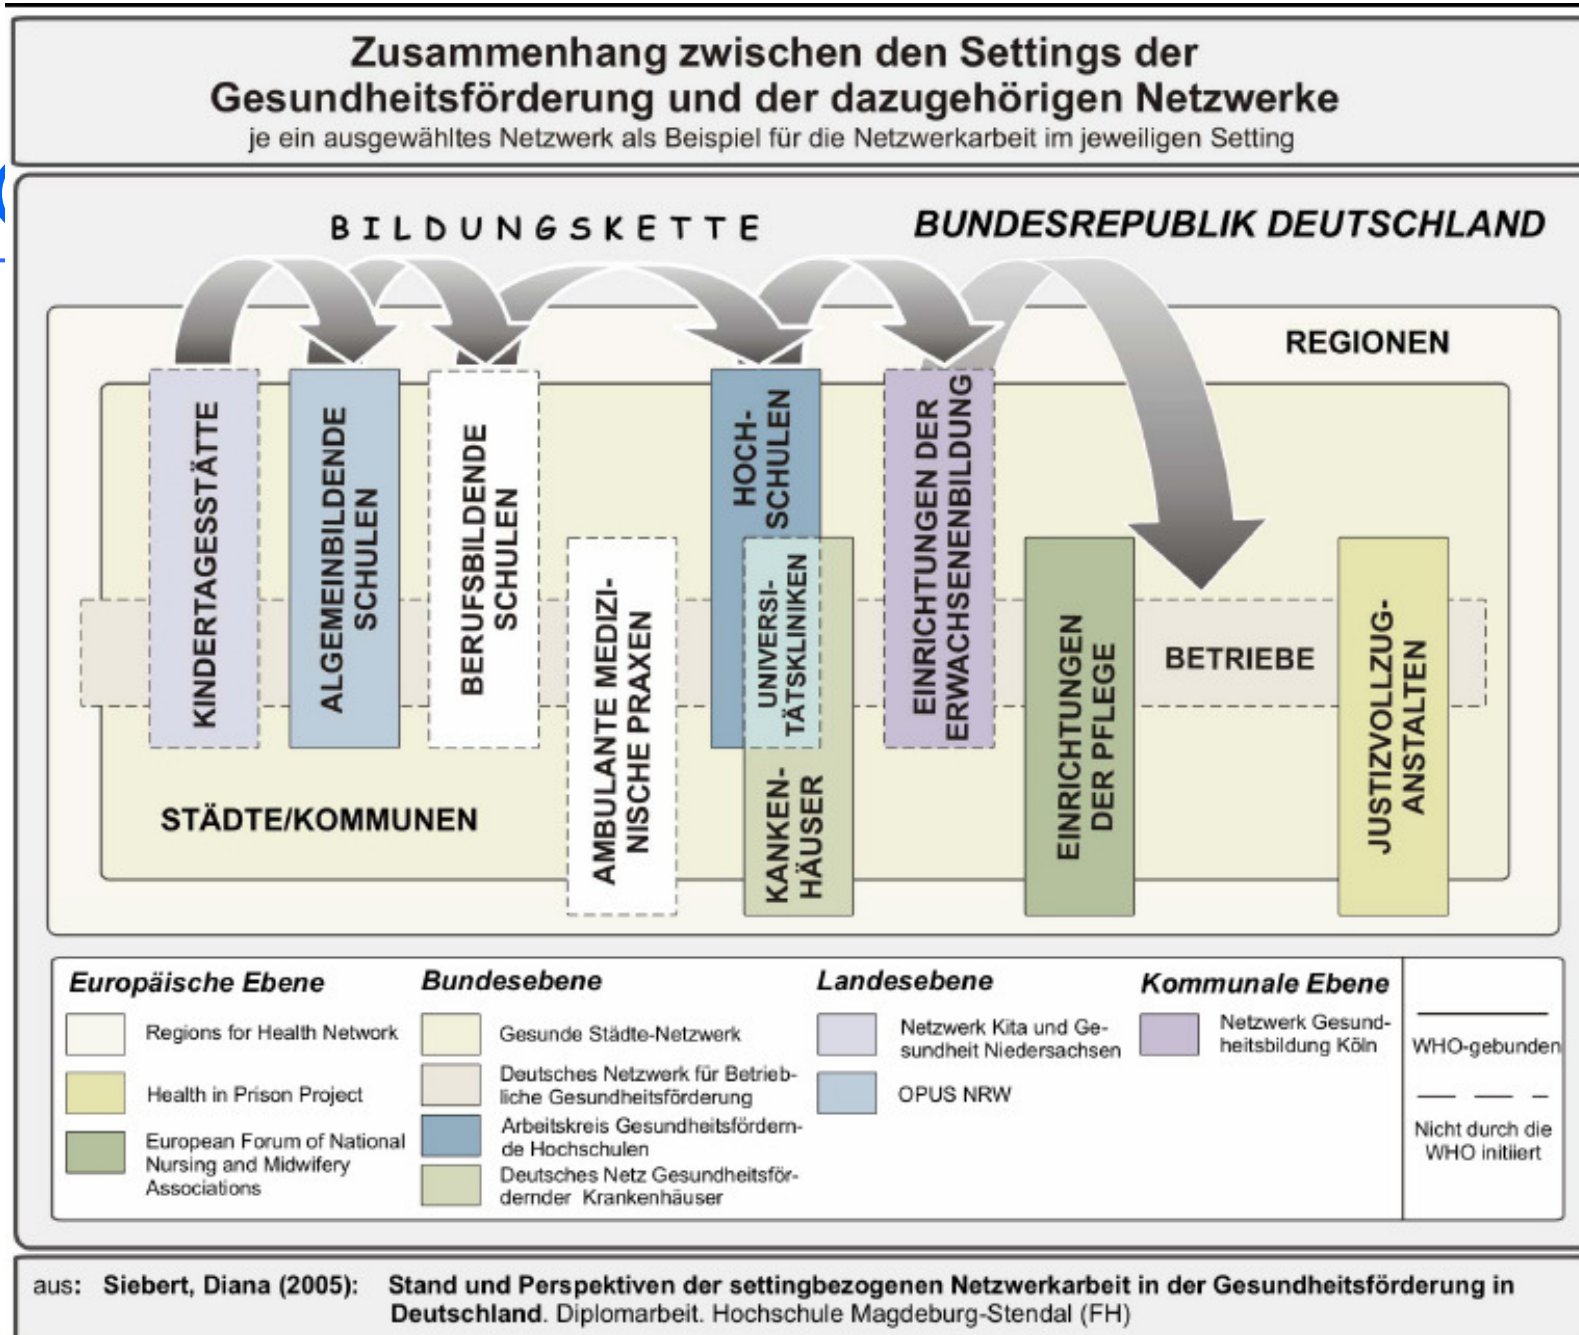 Zusammenhang zwischen den Settings der
Gesundheitsförderung und der dazugehörigen Netzwerke
je ein ausgewähltes Netzwerk als Beispiel für die Netzwerkarbeit im jeweiligen Setting
BILDUNGSKETTE
BUNDESREPUBLIK DEUTSCHLAND
REGIONEN
KINDERTAGESSTÄTTE
ALGEMEINBILDENDE
SCHULEN
BERUFSBILDENDE
SCHULEN
AMBULANTE MEDIZI-
NISCHE PRAXEN
HOCH-
SCHULEN
UNIVERSI-
TÄTSKLINIKEN
KANKEN-
HÄUSER
EINRICHTUNGEN DER
ERWACHSENENBILDUNG
EINRICHTUNGEN
DER PFLEGE
BETRIEBE
JUSTIZVOLLZUG-
ANSTALTEN
STÄDTE/KOMMUNEN
Europäische Ebene
Regions for Health Network
Health in Prison Project
European Forum of National
Nursing and Midwifery
Associations
Bundesebene
Gesunde Städte-Netzwerk
Deutsches Netzwerk für Betrieb-
liche Gesundheitsförderung
Arbeitskreis Gesundheitsfördern-
de Hochschulen
Deutsches Netz Gesundheitsför-
dernder Krankenhäuser
Landesebene
Netzwerk Kita und Ge-
sundheit Niedersachsen
OPUS NRW
Kommunale Ebene
Netzwerk Gesund-
heitsbildung Köln
WHO-gebunden
Nicht durch die
WHO initiiert
aus: Siebert, Diana (2005): Stand und Perspektiven der settingbezogenen Netzwerkarbeit in der Gesundheitsförderung in
Deutschland. Diplomarbeit. Hochschule Magdeburg-Stendal (FH)